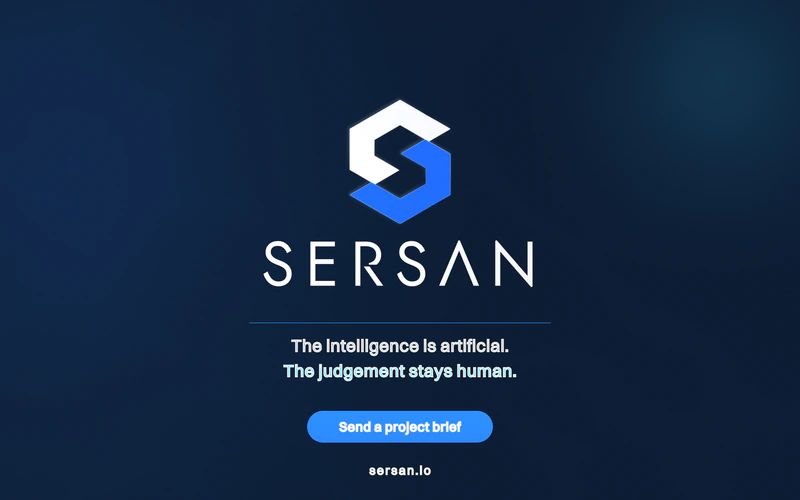 SERSAN
The intelligence is artificial.
The judgement stays human.
Send a project brief
sersan.io